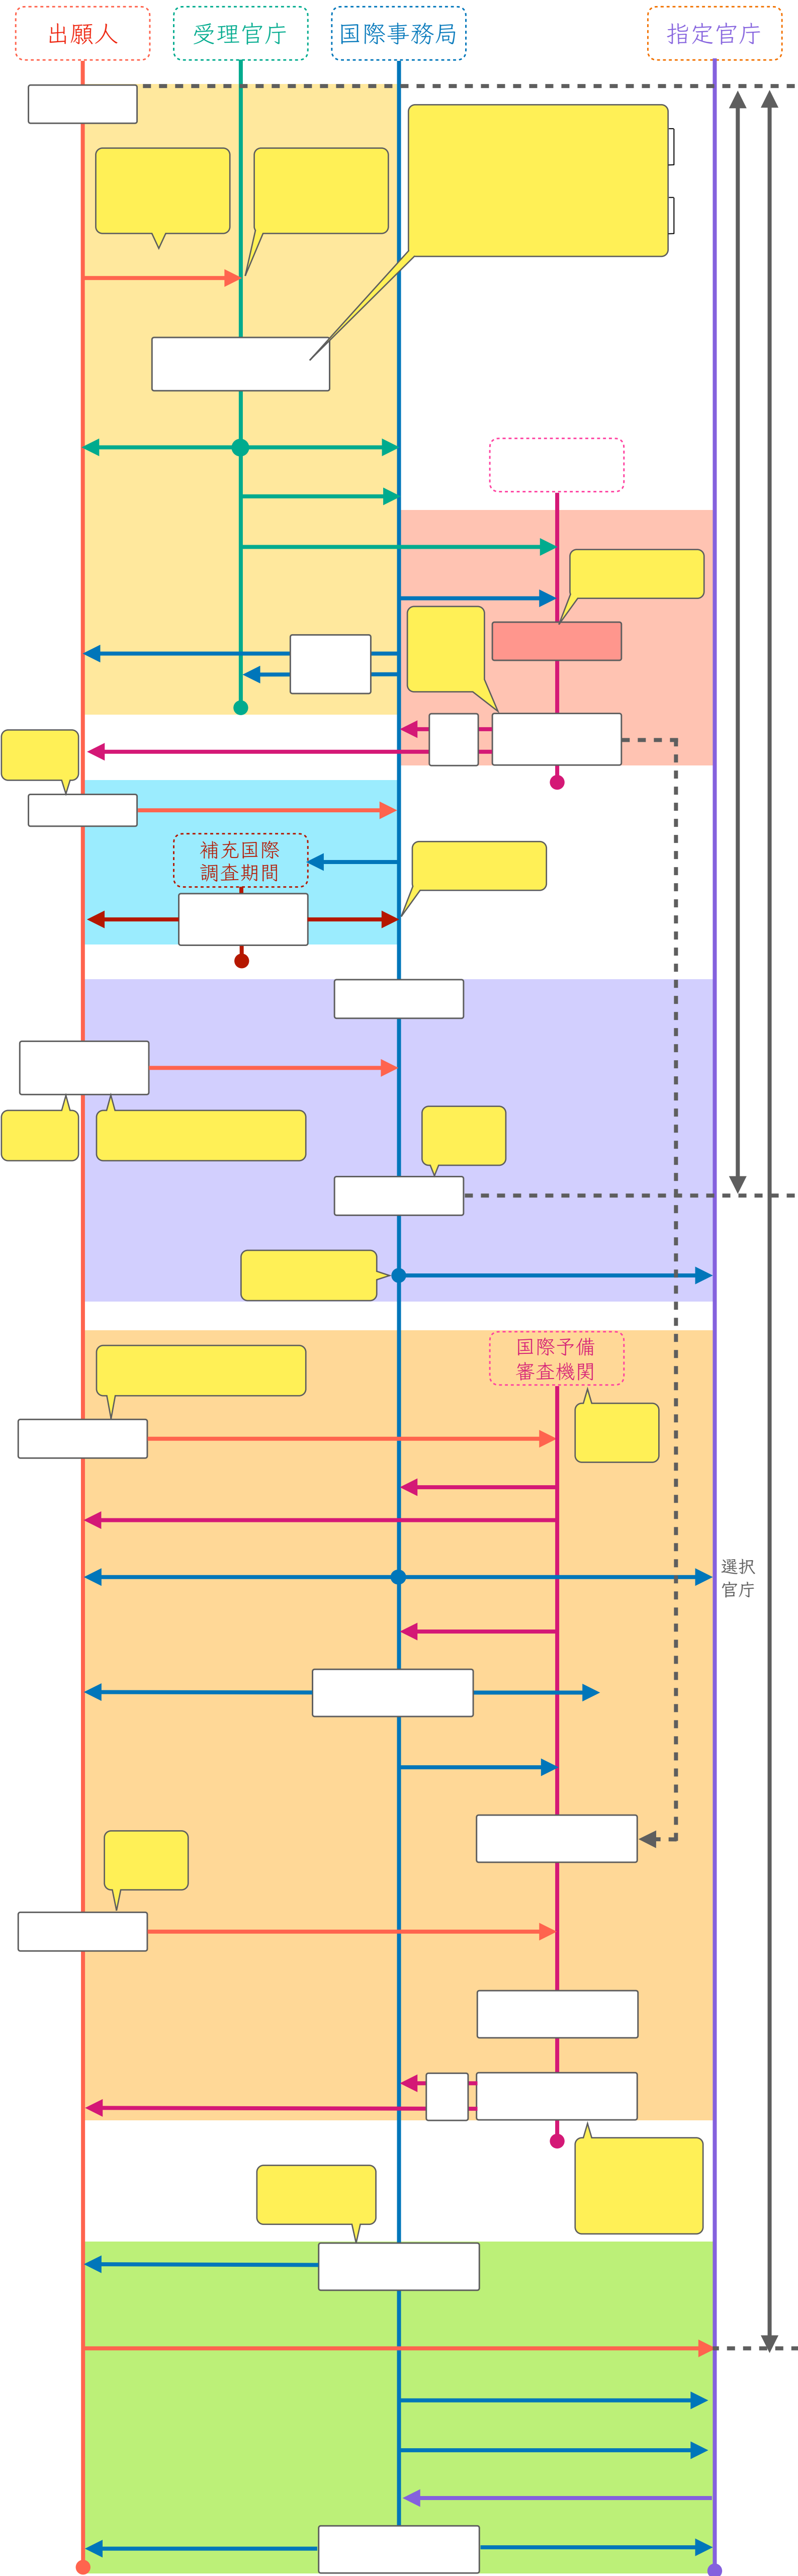 出願人
受理官庁
国際事務局
指定官庁
補充国際
調査期間
国際予備
審査機関
選択
官庁